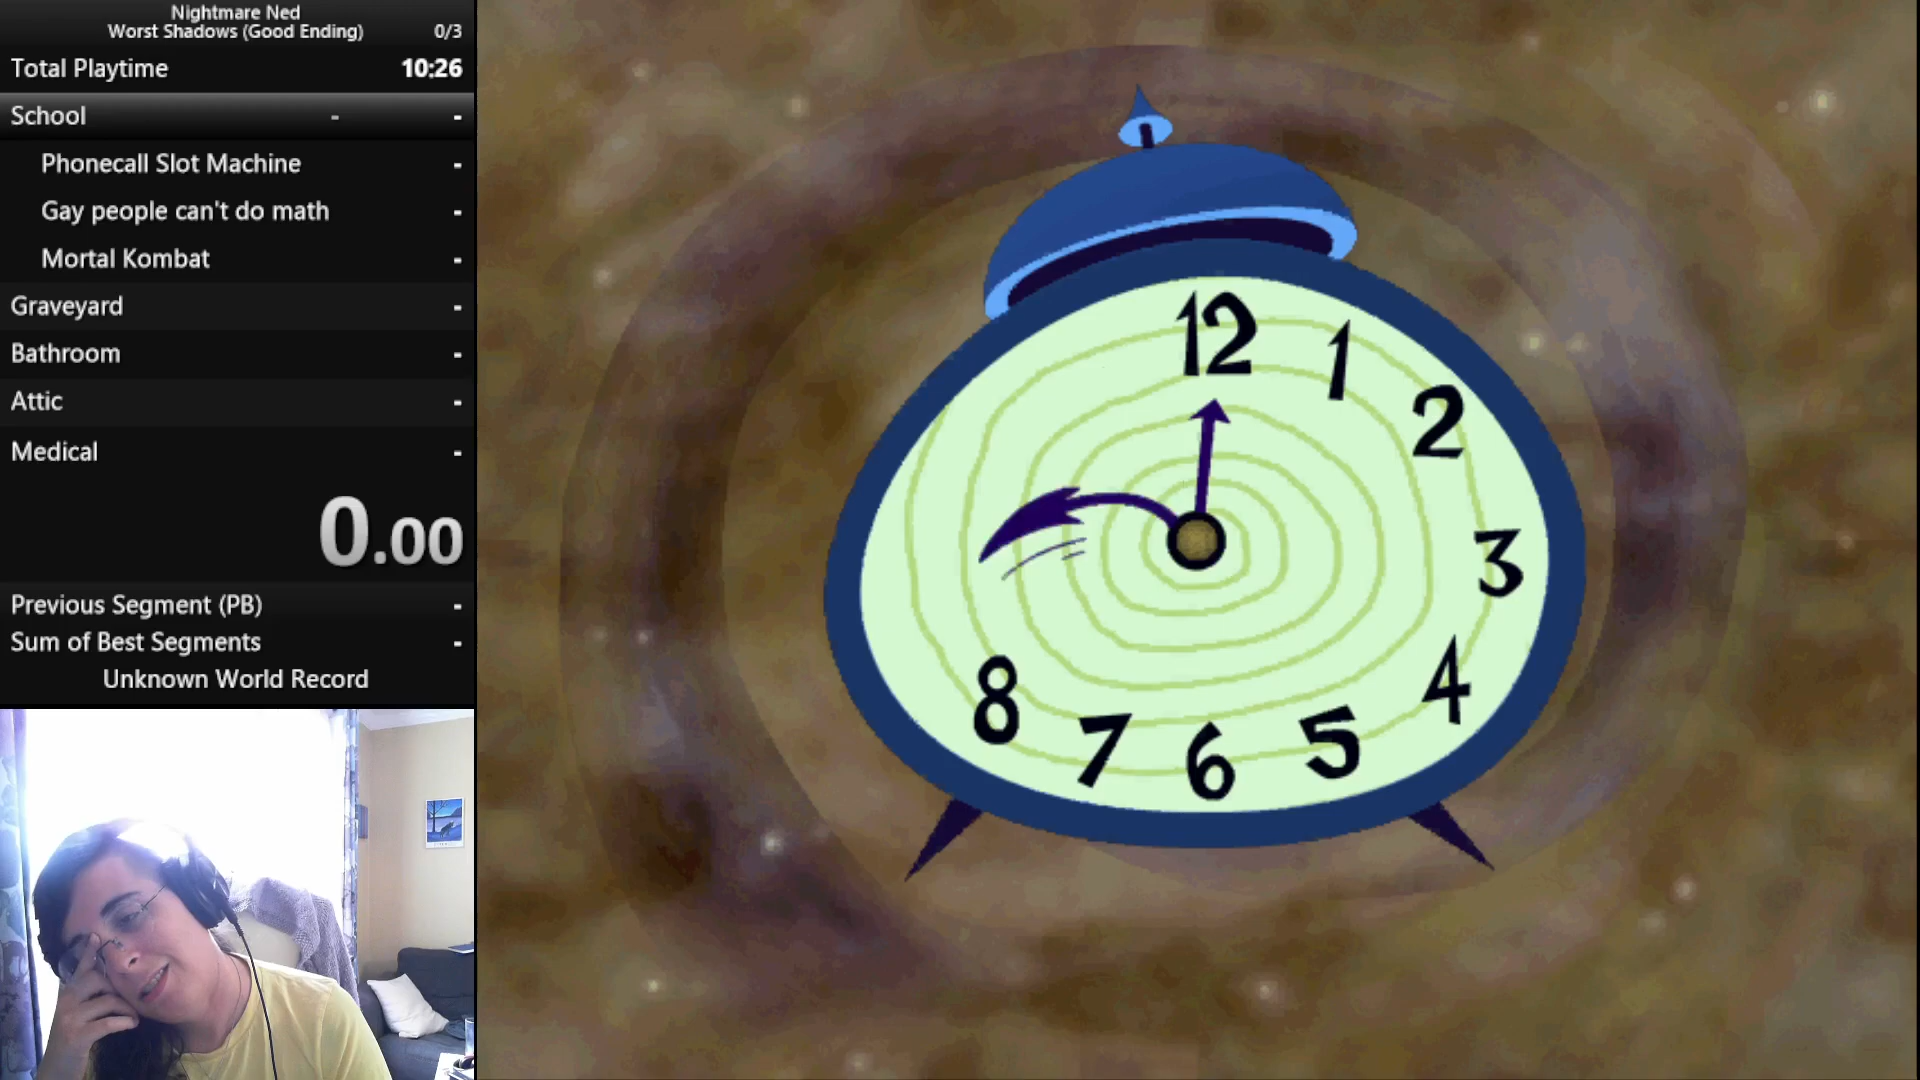 Nightmare Ned
Worst Shadows (Good Ending) 0/3
Total Playtime 10:26
School - -
Phonecall Slot Machine -
Gay people can't do math -
Mortal Kombat -
Graveyard -
Bathroom -
Attic -
Medical -
0.00
Previous Segment (PB) -
Sum of Best Segments -
Unknown World Record
12
1
2
3
4
5
6
7
8